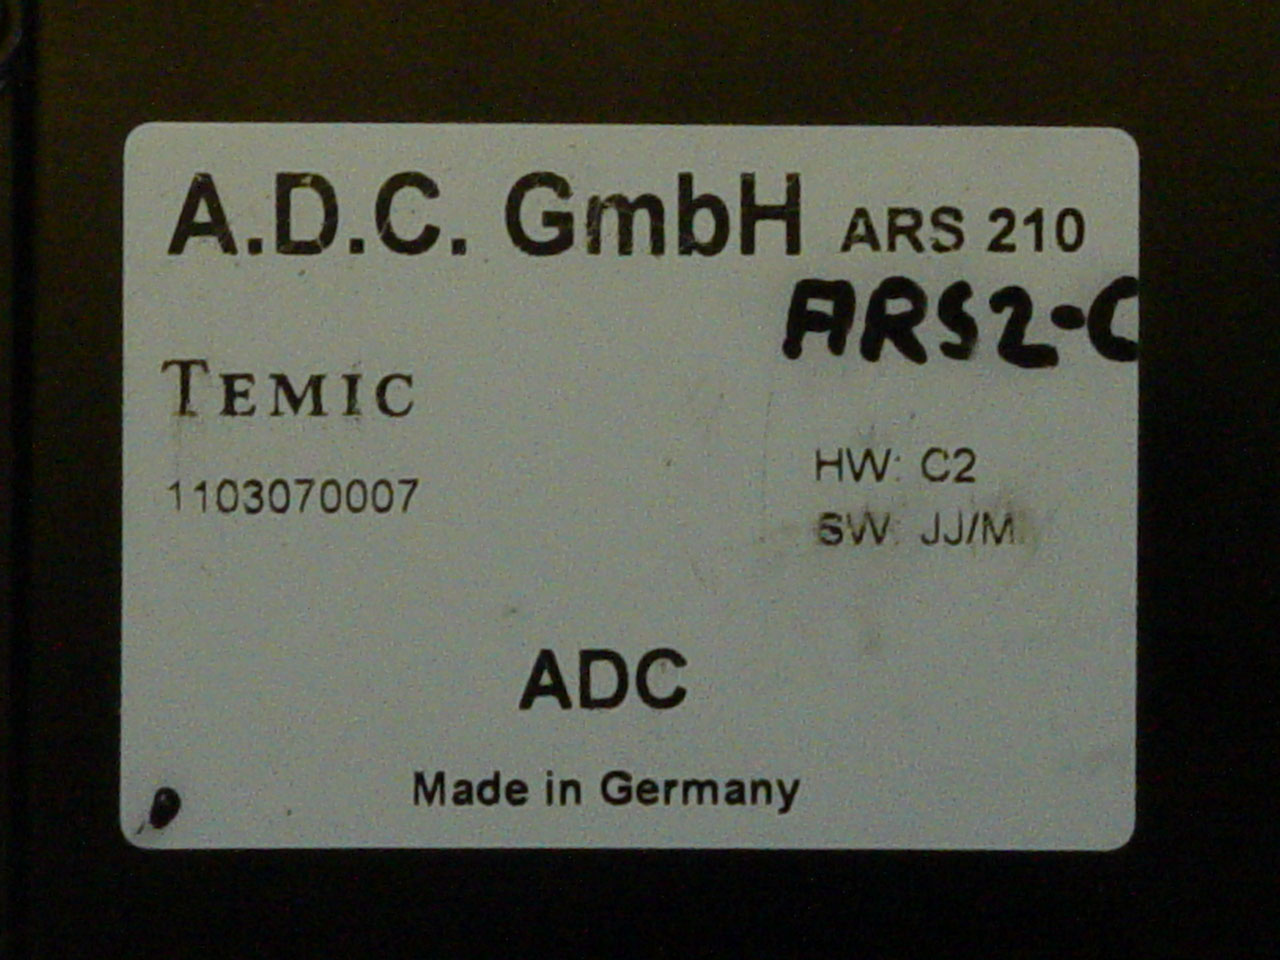 A.D.C. GmbH ARS 210
ARS2-C
TEMIC
1103070007
HW: C2
SW: JJ/M
ADC
Made in Germany